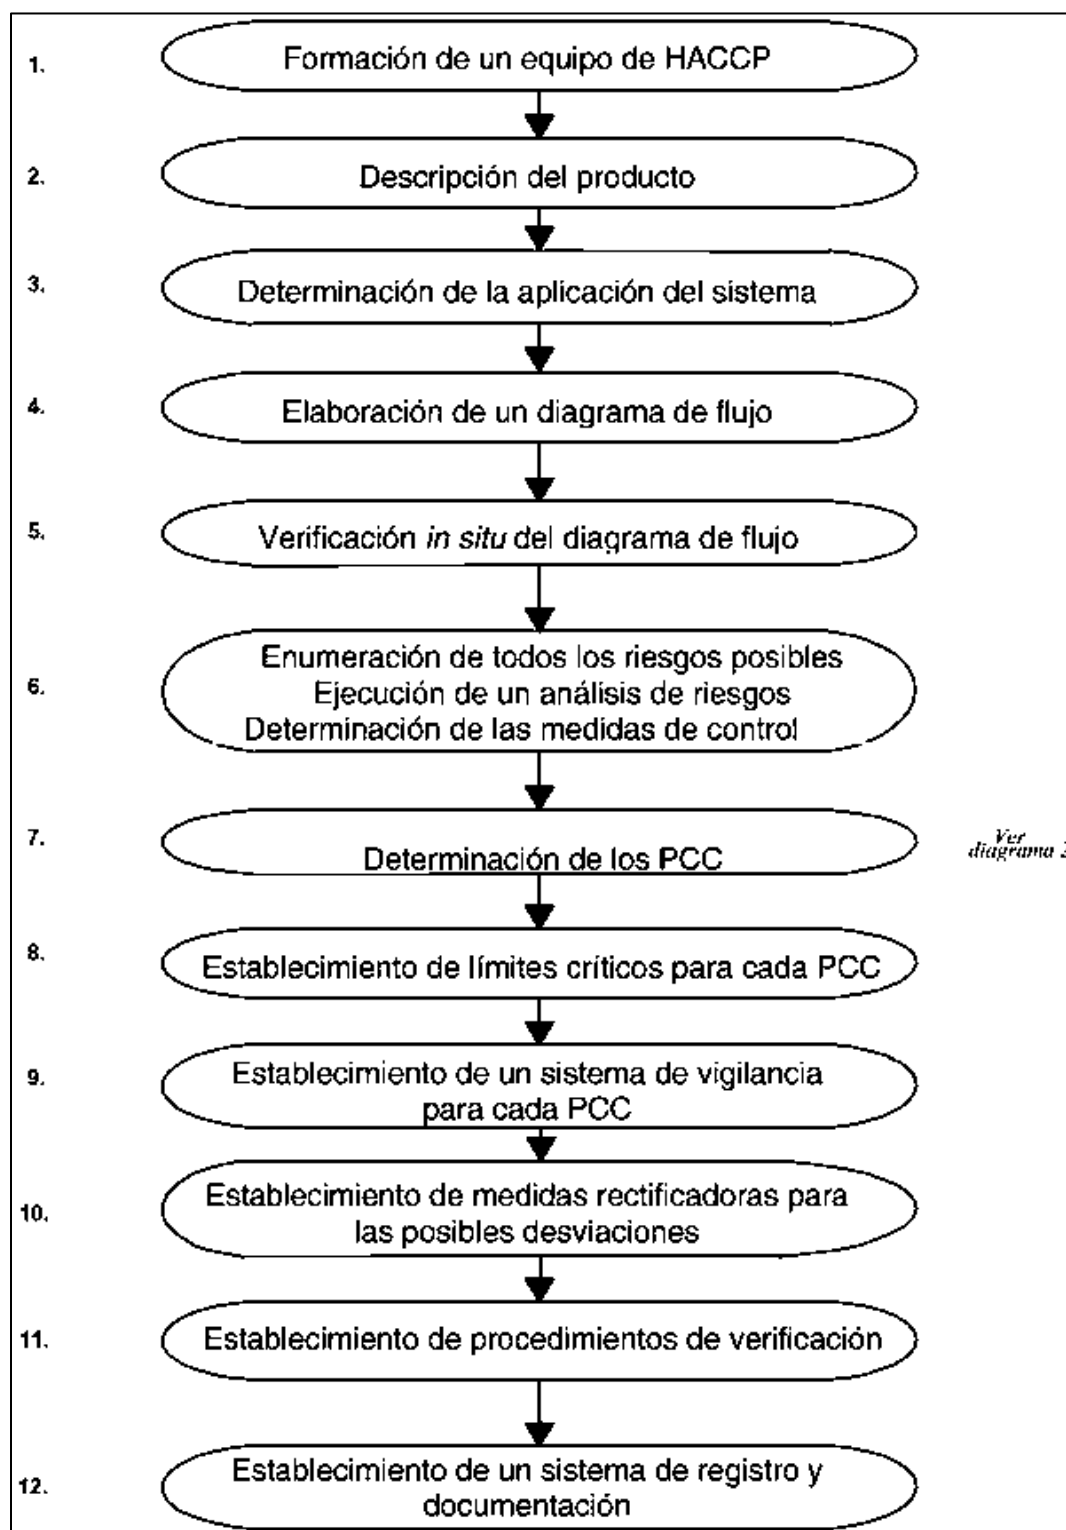 1. Formación de un equipo de HACCP
2. Descripción del producto
3. Determinación de la aplicación del sistema
4. Elaboración de un diagrama de flujo
5. Verificación in situ del diagrama de flujo
Enumeración de todos los riesgos posibles
6. Ejecución de un análisis de riesgos
Determinación de las medidas de control
7. Determinación de los PCC
Ver
diagrama
8. Establecimiento de límites críticos para cada PCC
9. Establecimiento de un sistema de vigilancia
para cada PCC
10. Establecimiento de medidas rectificadoras para
las posibles desviaciones
11. Establecimiento de procedimientos de verificación
12. Establecimiento de un sistema de registro y
documentación